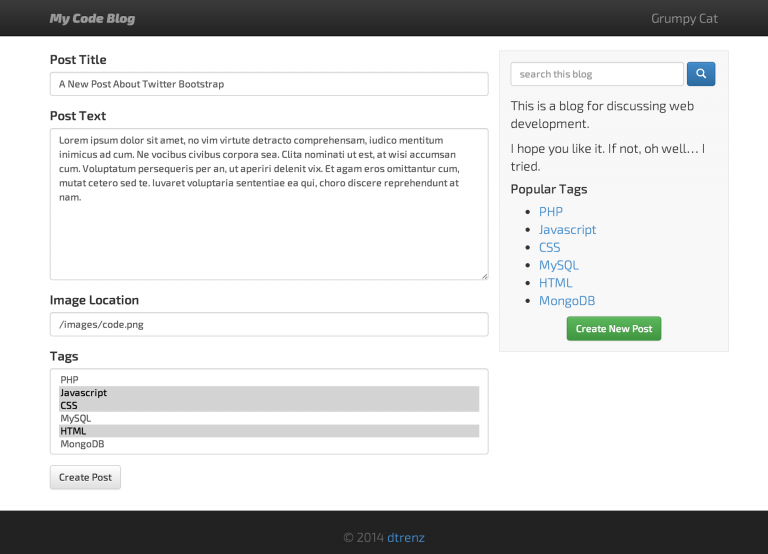 My Code Blog
Grumpy Cat
Post Title
A New Post About Twitter Bootstrap
Post Text
Lorem ipsum dolor sit amet, no vim virtute detracto comprehensam, iudico mentitum
inimicus ad cum. Ne vocibus civibus corpora sea. Clita nominati ut est, at wisi accumsan
cum. Voluptatum persequeris per an, ut aperiri delenit vix. Et agam eros omittantur cum,
mutat cetero sed te. Iuvaret voluptaria sententiae ea qui, choro discere reprehendunt at
nam.
Image Location
/images/code.png
Tags
PHP
Javascript
CSS
MySQL
HTML
MongoDB
Create Post
search this blog
This is a blog for discussing web
development.
I hope you like it. If not, oh well... I
tried.
Popular Tags
PHP
Javascript
CSS
MySQL
HTML
MongoDB
Create New Post
© 2014 dtrenz